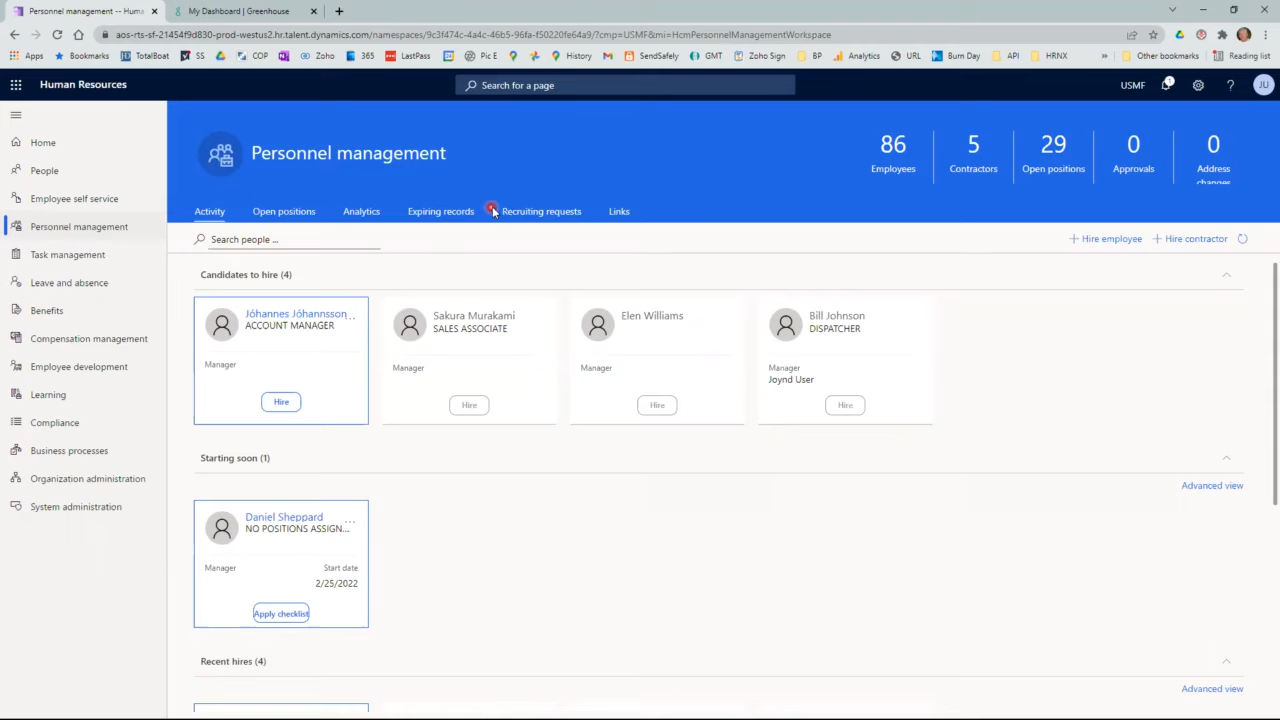 Personnel management -- Human R
My Dashboard | Greenhouse
aos-rts-sf-21454f9d830-prod-westus2.hr.talent.dynamics.com/namespaces/9c3f474c-4a4c-46b5-96fa-f50220fe64a9/?cmp=USMF&mi=HcmPersonnelManagementWorkspace
Apps Bookmarks TotalBoat SS COP Zoho 365 LastPass mic E History SendSafely GMT Zoho Sign BP Analytics URL Burn Day API HRNX » Other bookmarks Reading list
Human Resources
Search for a page
USMF
1
?
JU
Home
People
Employee self service
Personnel management
Task management
Leave and absence
Benefits
Compensation management
Employee development
Learning
Compliance
Business processes
Organization administration
System administration
Personnel management
86 5 29 0 0
Employees Contractors Open positions Approvals Address changes
Activity Open positions Analytics Expiring records Recruiting requests Links
Search people ...
+ Hire employee + Hire contractor
Candidates to hire (4)
Jóhannes Jóhannsson
ACCOUNT MANAGER
...
Manager
Hire
Sakura Murakami
SALES ASSOCIATE
Manager
Hire
Elen Williams
Manager
Hire
Bill Johnson
DISPATCHER
Manager
Joynd User
Hire
Starting soon (1)
Advanced view
Daniel Sheppard
NO POSITIONS ASSIGN...
...
Manager Start date
2/25/2022
Apply checklist
Recent hires (4)
Advanced view